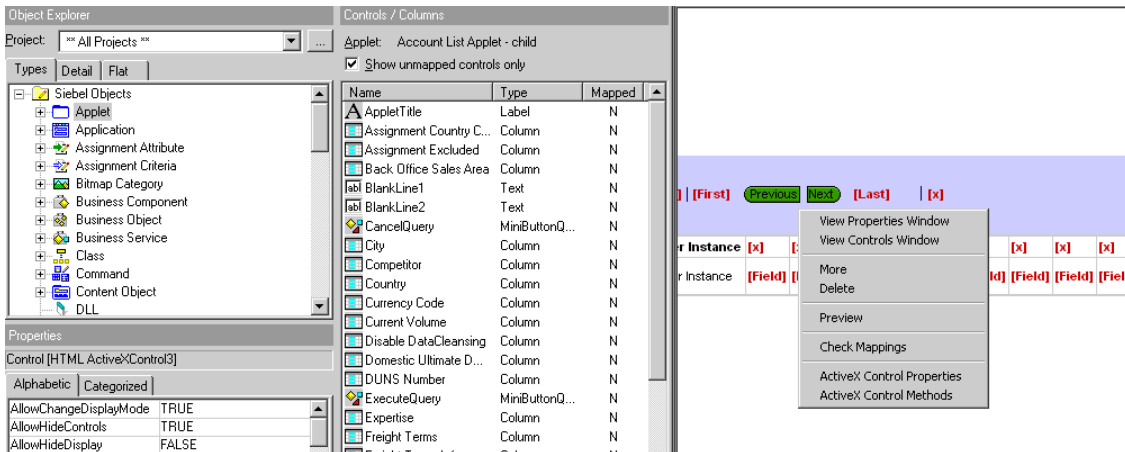 Object Explorer
Project: ** All Projects ** ...
Types Detail Flat
Siebel Objects
Applet
Application
Assignment Attribute
Assignment Criteria
Bitmap Category
Business Component
Business Object
Business Service
Class
Command
Content Object
DLL
Properties
Control [HTML ActiveXControl3]
Alphabetic Categorized
AllowChangeDisplayMode TRUE
AllowHideControls TRUE
AllowHideDisplay FALSE
Controls / Columns
Applet: Account List Applet - child
Show unmapped controls only
Name Type Mapped
AppletTitle Label N
Assignment Country C... Column N
Assignment Excluded Column N
Back Office Sales Area Column N
BlankLine1 Text N
BlankLine2 Text N
CancelQuery MiniButtonQ... N
City Column N
Competitor Column N
Country Column N
Currency Code Column N
Current Volume Column N
Disable DataCleansing Column N
Domestic Ultimate D... Column N
DUNS Number Column N
ExecuteQuery MiniButtonQ... N
Expertise Column N
Freight Terms Column N
] | [First] Previous Next [Last] | [x]
r Instance [x] [x] [x] [x]
r Instance [Field] [Field] [Field]
View Properties Window
View Controls Window
More
Delete
Preview
Check Mappings
ActiveX Control Properties
ActiveX Control Methods